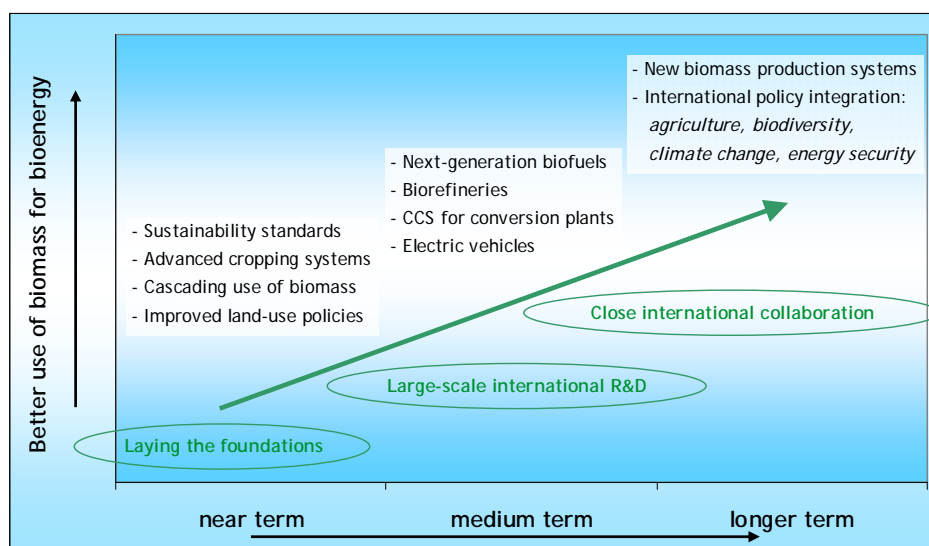 - New biomass production systems
- International policy integration:
agriculture, biodiversity,
climate change, energy security
- Next-generation biofuels
- Biorefineries
- CCS for conversion plants
- Electric vehicles
- Sustainability standards
- Advanced cropping systems
- Cascading use of biomass
- Improved land-use policies
Better use of biomass for bioenergy
Close international collaboration
Large-scale international R&D
Laying the foundations
near term
medium term
longer term